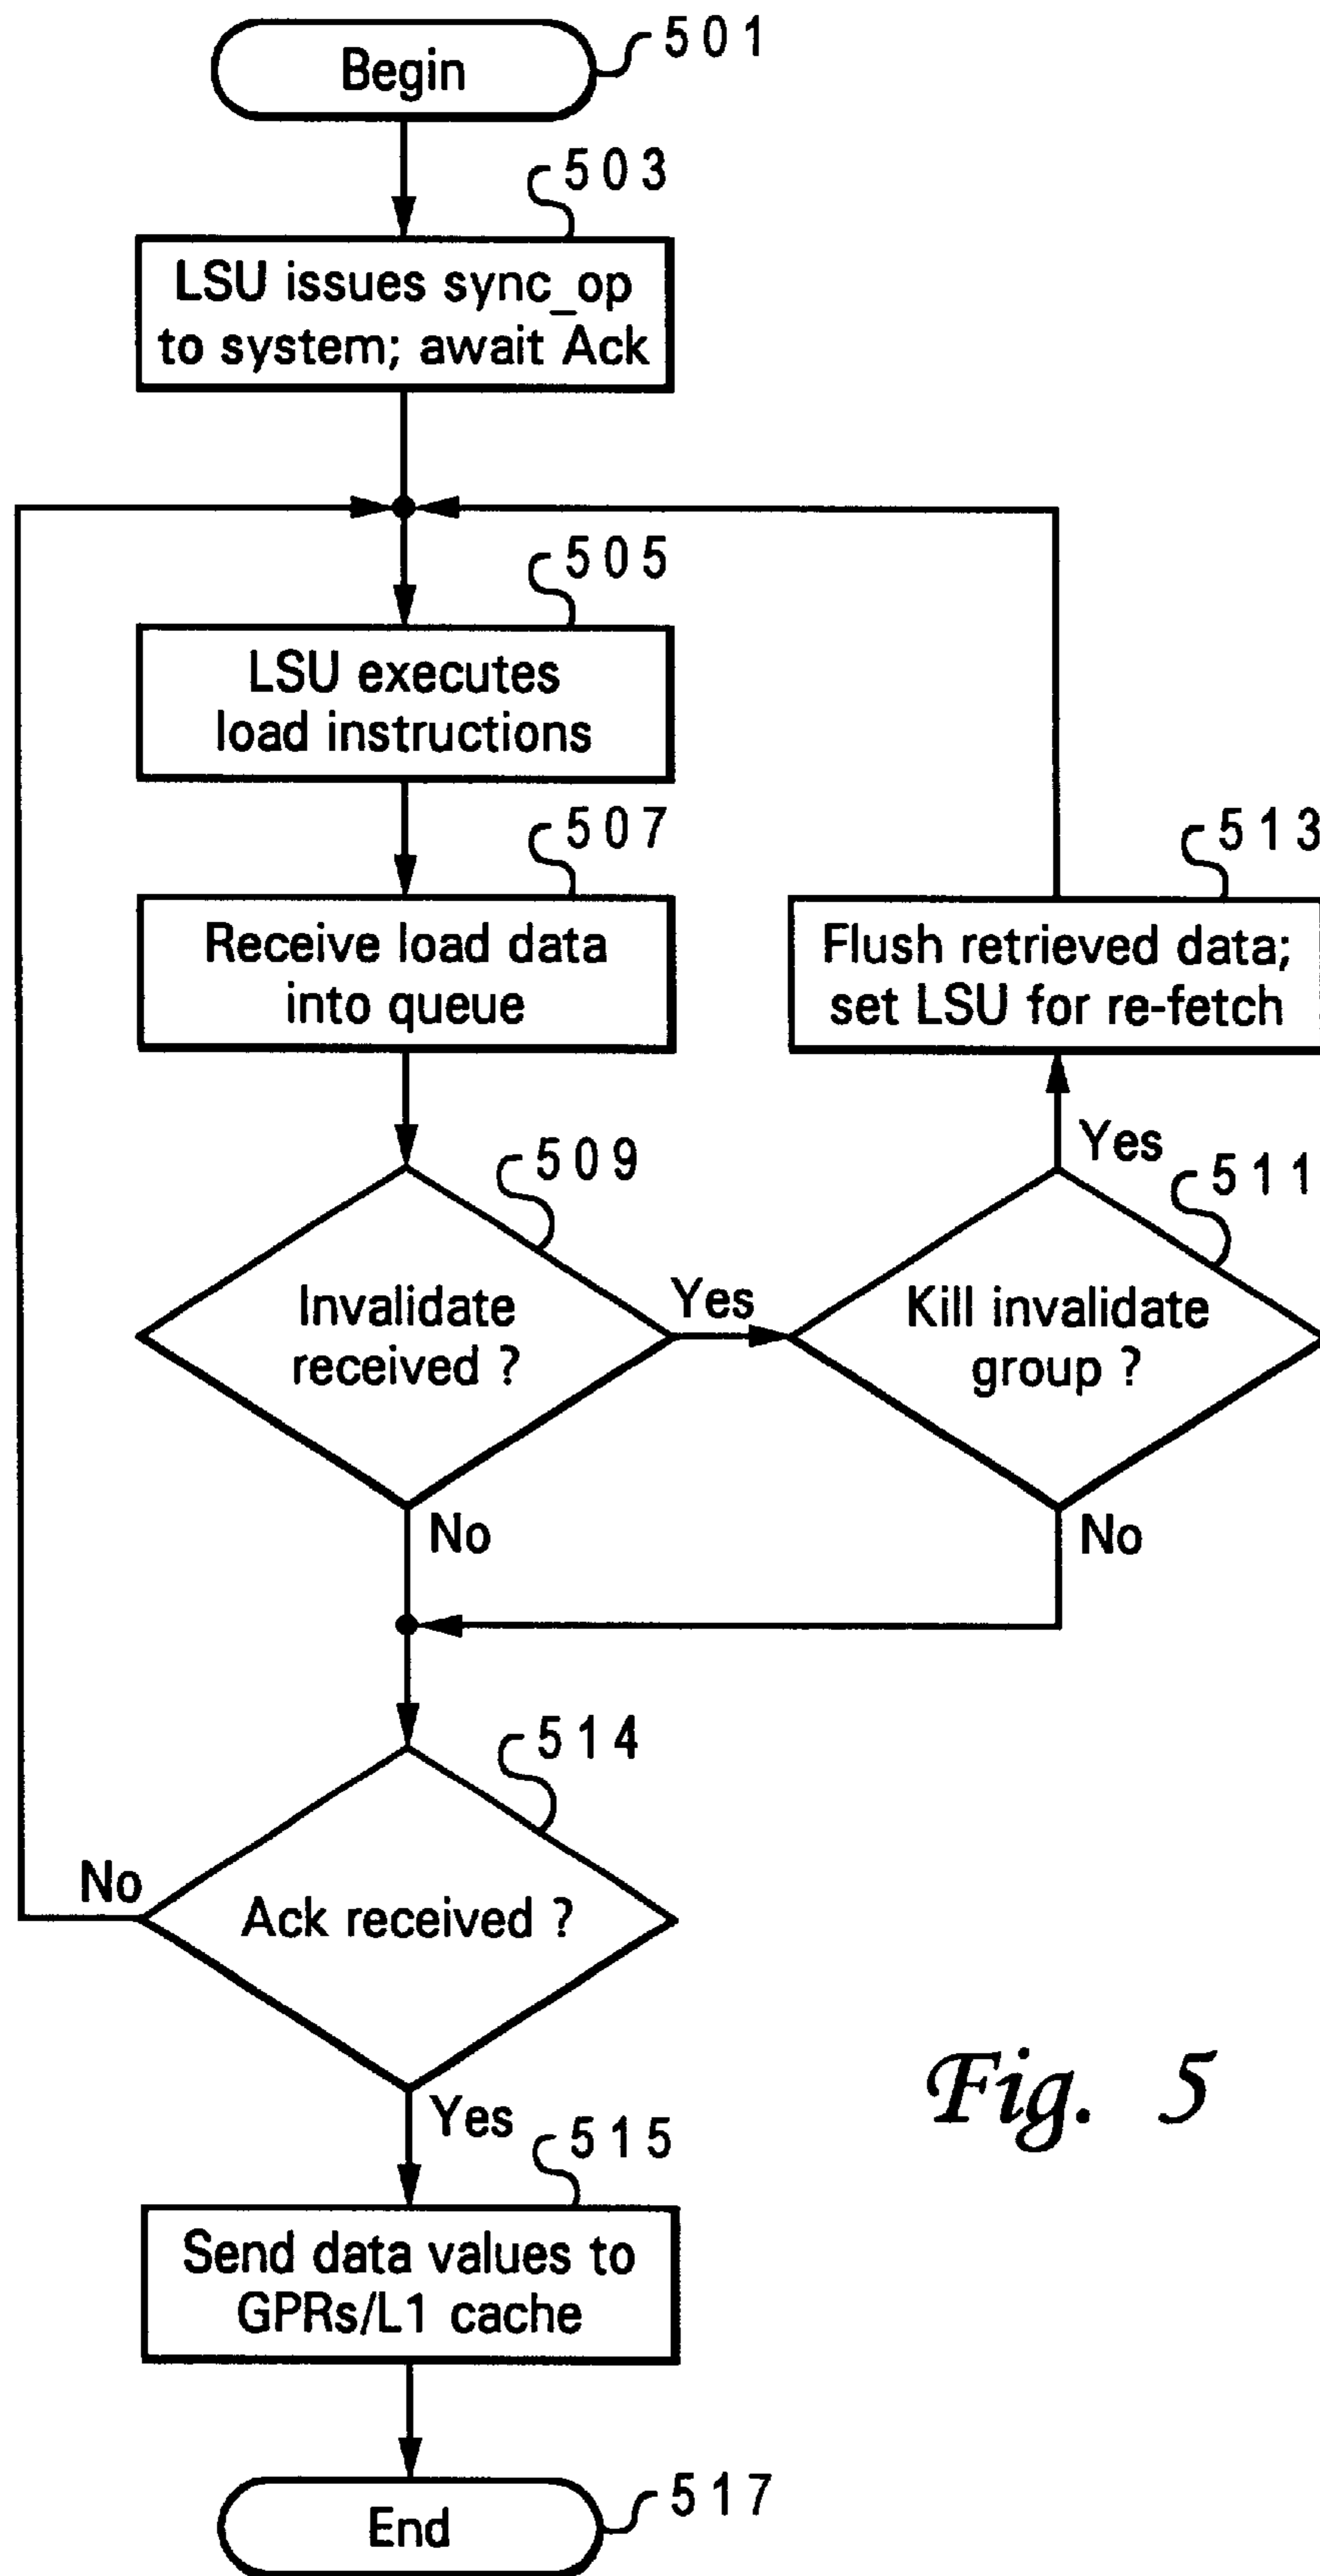 Begin
501
503
LSU issues sync_op
to system; await Ack
505
LSU executes
load instructions
507
Receive load data
into queue
513
Flush retrieved data;
set LSU for re-fetch
Yes
509
Invalidate
received ?
Yes
511
Kill invalidate
group ?
No
No
514
Ack received ?
No
Yes
515
Send data values to
GPRs/L1 cache
End
517
Fig. 5